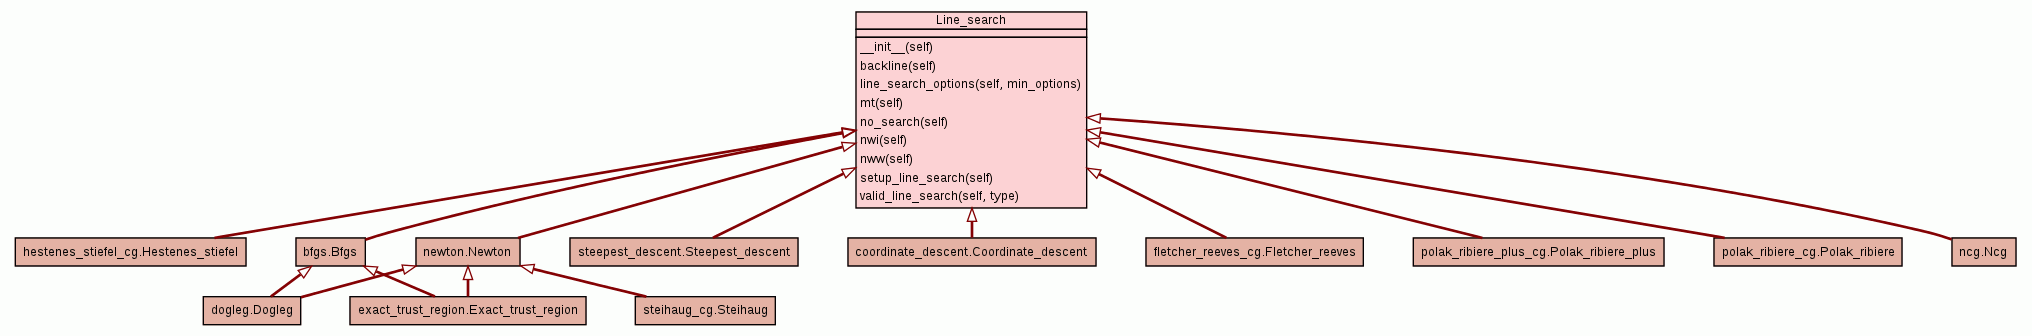 Line_search
__init__(self)
backline(self)
line_search_options(self, min_options)
mt(self)
no_search(self)
nwi(self)
nww(self)
setup_line_search(self)
valid_line_search(self, type)
hestenes_stiefel_cg.Hestenes_stiefel
bfgs.Bfgs
newton.Newton
steepest_descent.Steepest_descent
coordinate_descent.Coordinate_descent
fletcher_reeves_cg.Fletcher_reeves
polak_ribiere_plus_cg.Polak_ribiere_plus
polak_ribiere_cg.Polak_ribiere
ncg.Ncg
dogleg.Dogleg
exact_trust_region.Exact_trust_region
steihaug_cg.Steihaug